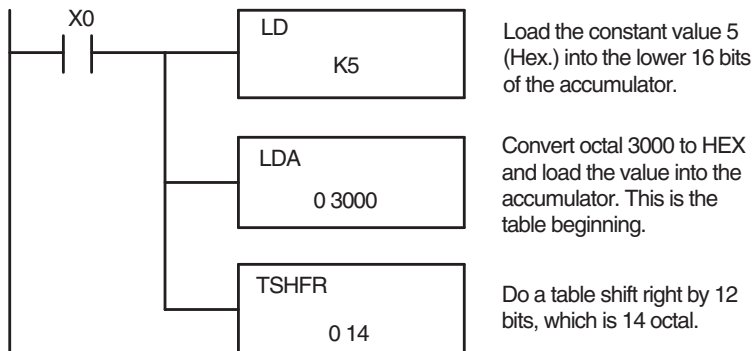 X0
LD
K5
Load the constant value 5
(Hex.) into the lower 16 bits
of the accumulator.
LDA
0 3000
Convert octal 3000 to HEX
and load the value into the
accumulator. This is the
table beginning.
TSHFR
0 14
Do a table shift right by 12
bits, which is 14 octal.